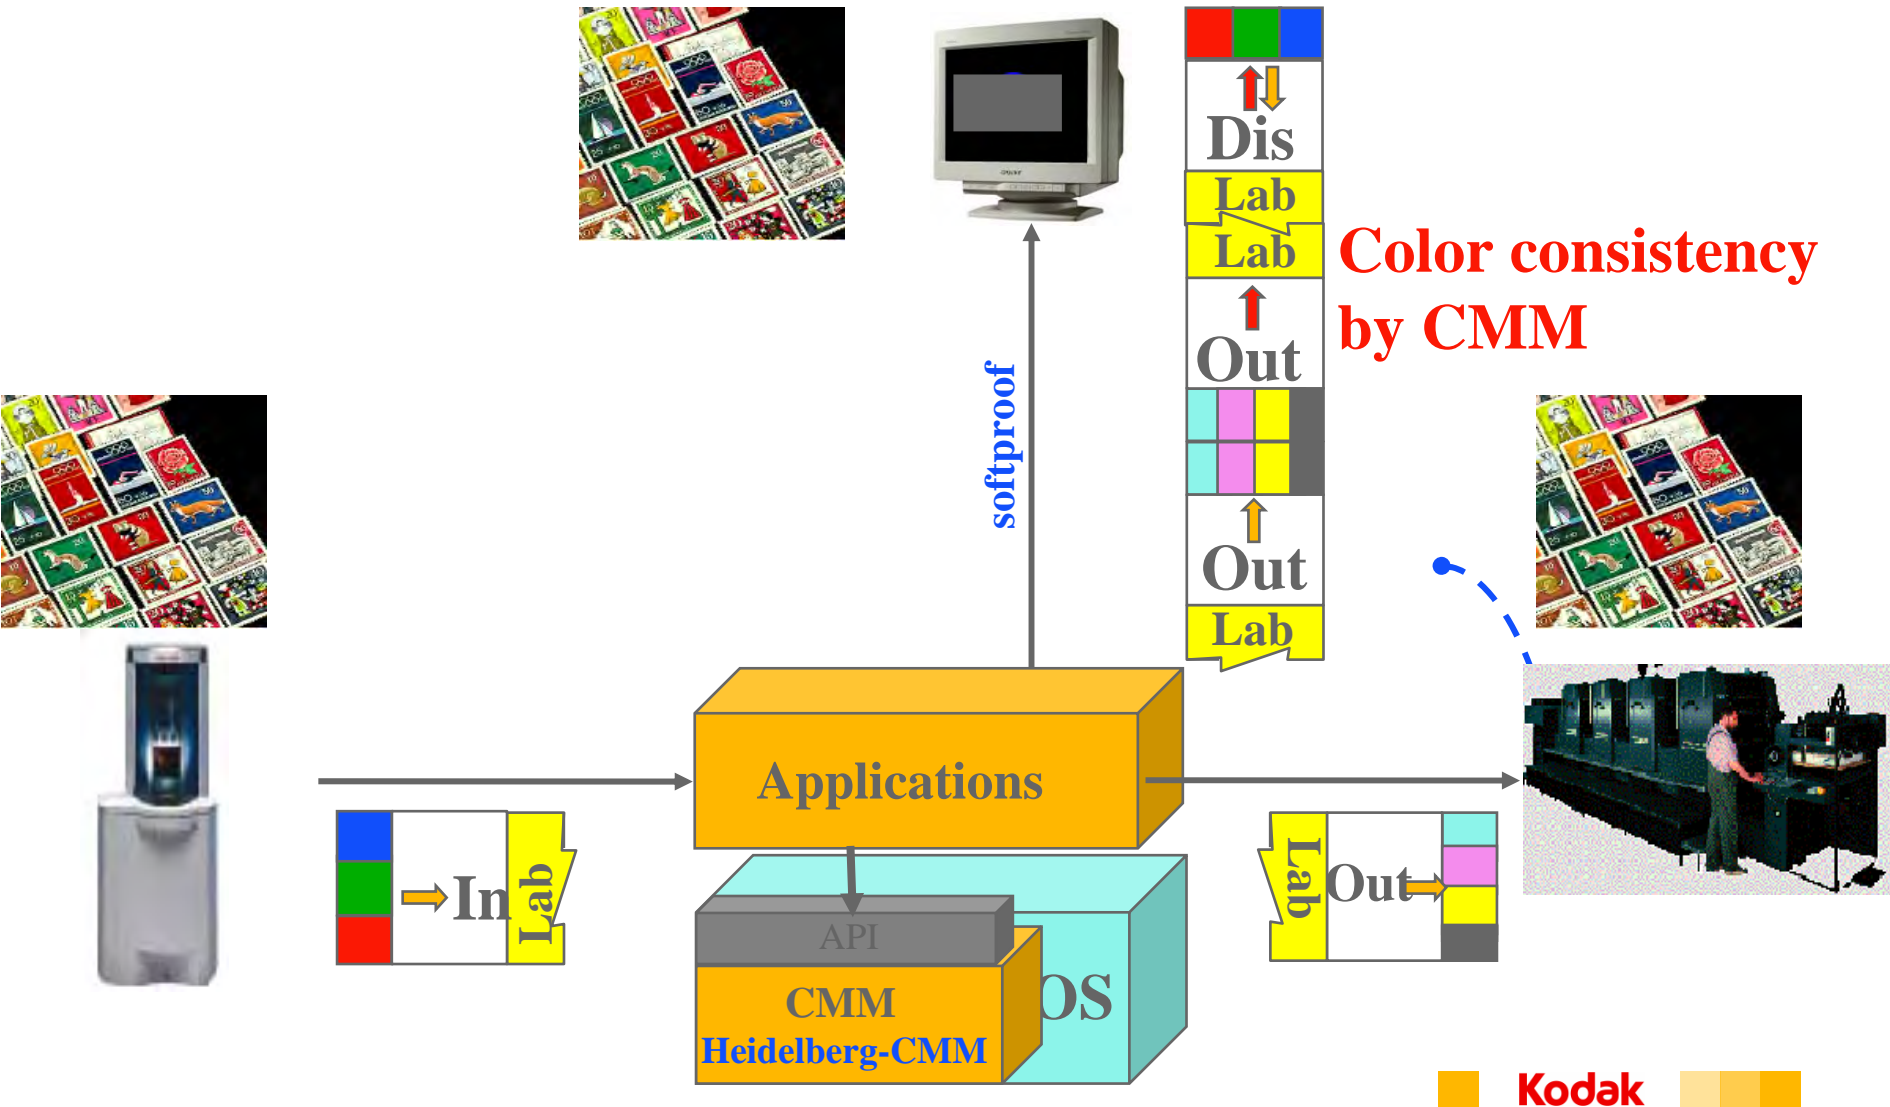 Dis
Lab
Lab
Color consistency
by CMM
Out
softproof
Out
Lab
Applications
In
Lab
Lab
Out
API
CMM
OS
Heidelberg-CMM
Kodak